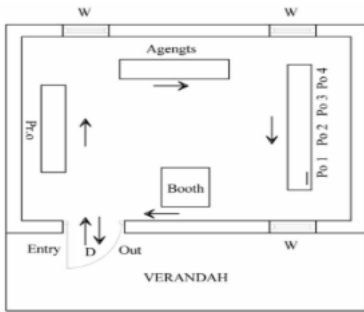 W W
Agengts
Pr.o
Po 1 Po 2 Po 3 Po 4
Booth
Entry D Out
W
VERANDAH